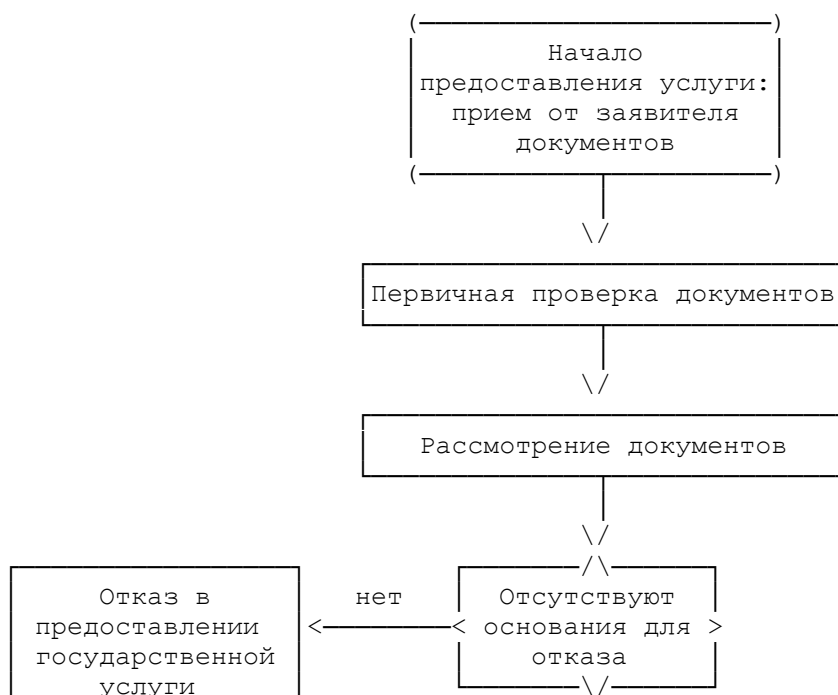 Начало
предоставления услуги:
прием от заявителя
документов
Первичная проверка документов
Рассмотрение документов
Отказ в
предоставлении
государственной
услуги
нет
Отсутствуют
основания для
отказа